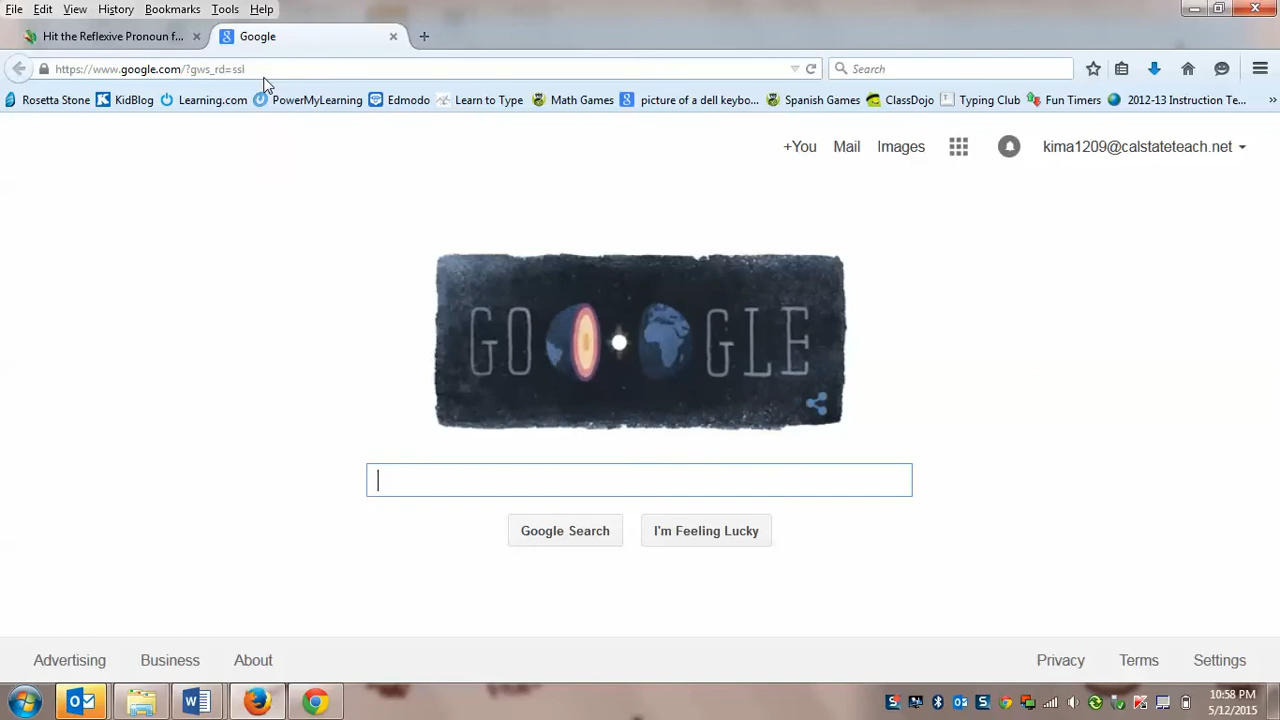 File Edit View History Bookmarks Tools Help
Hit the Reflexive Pronoun f... × Google × +
https://www.google.com/?gws_rd=ssl Search
Rosetta Stone KidBlog Learning.com PowerMyLearning Edmodo Learn to Type Math Games picture of a dell keybo... Spanish Games ClassDojo Typing Club Fun Timers 2012-13 Instruction Te... »
+You Mail Images kima1209@calstateteach.net
GOOGLE
Google Search I'm Feeling Lucky
Advertising Business About Privacy Terms Settings
10:58 PM
5/12/2015